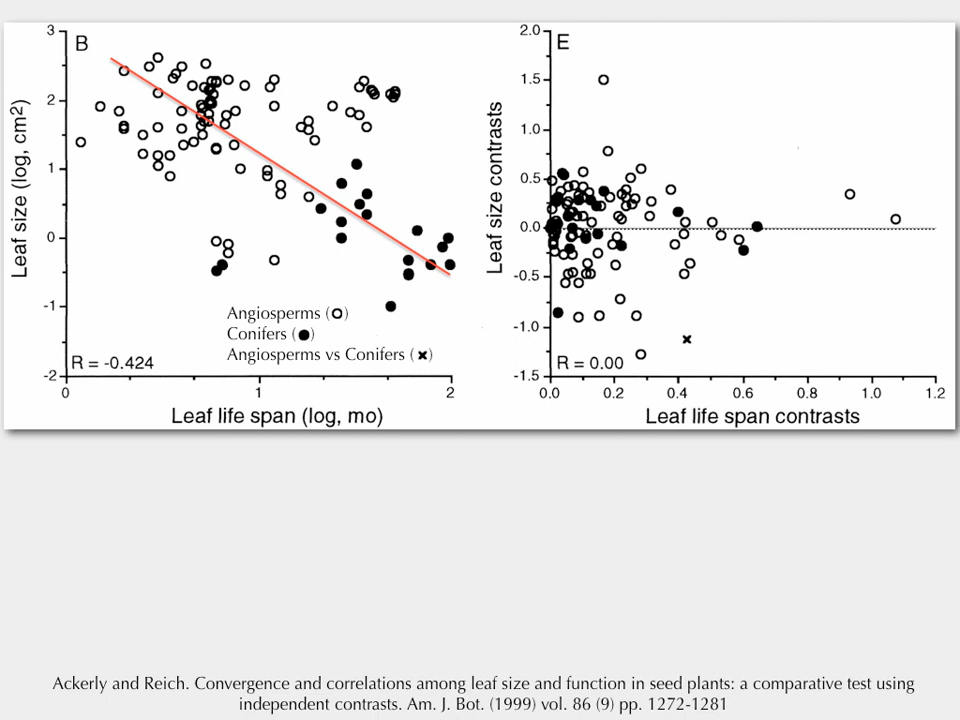 3
B
2
1
0
-1
-2
Leaf size (log, cm2)
Angiosperms (○)
Conifers (●)
Angiosperms vs Conifers (×)
R = -0.424
0
1
2
Leaf life span (log, mo)
2.0
E
1.5
1.0
0.5
0.0
-0.5
-1.0
-1.5
Leaf size contrasts
R = 0.00
0.0 0.2 0.4 0.6 0.8 1.0 1.2
Leaf life span contrasts
Ackerly and Reich. Convergence and correlations among leaf size and function in seed plants: a comparative test using
independent contrasts. Am. J. Bot. (1999) vol. 86 (9) pp. 1272-1281